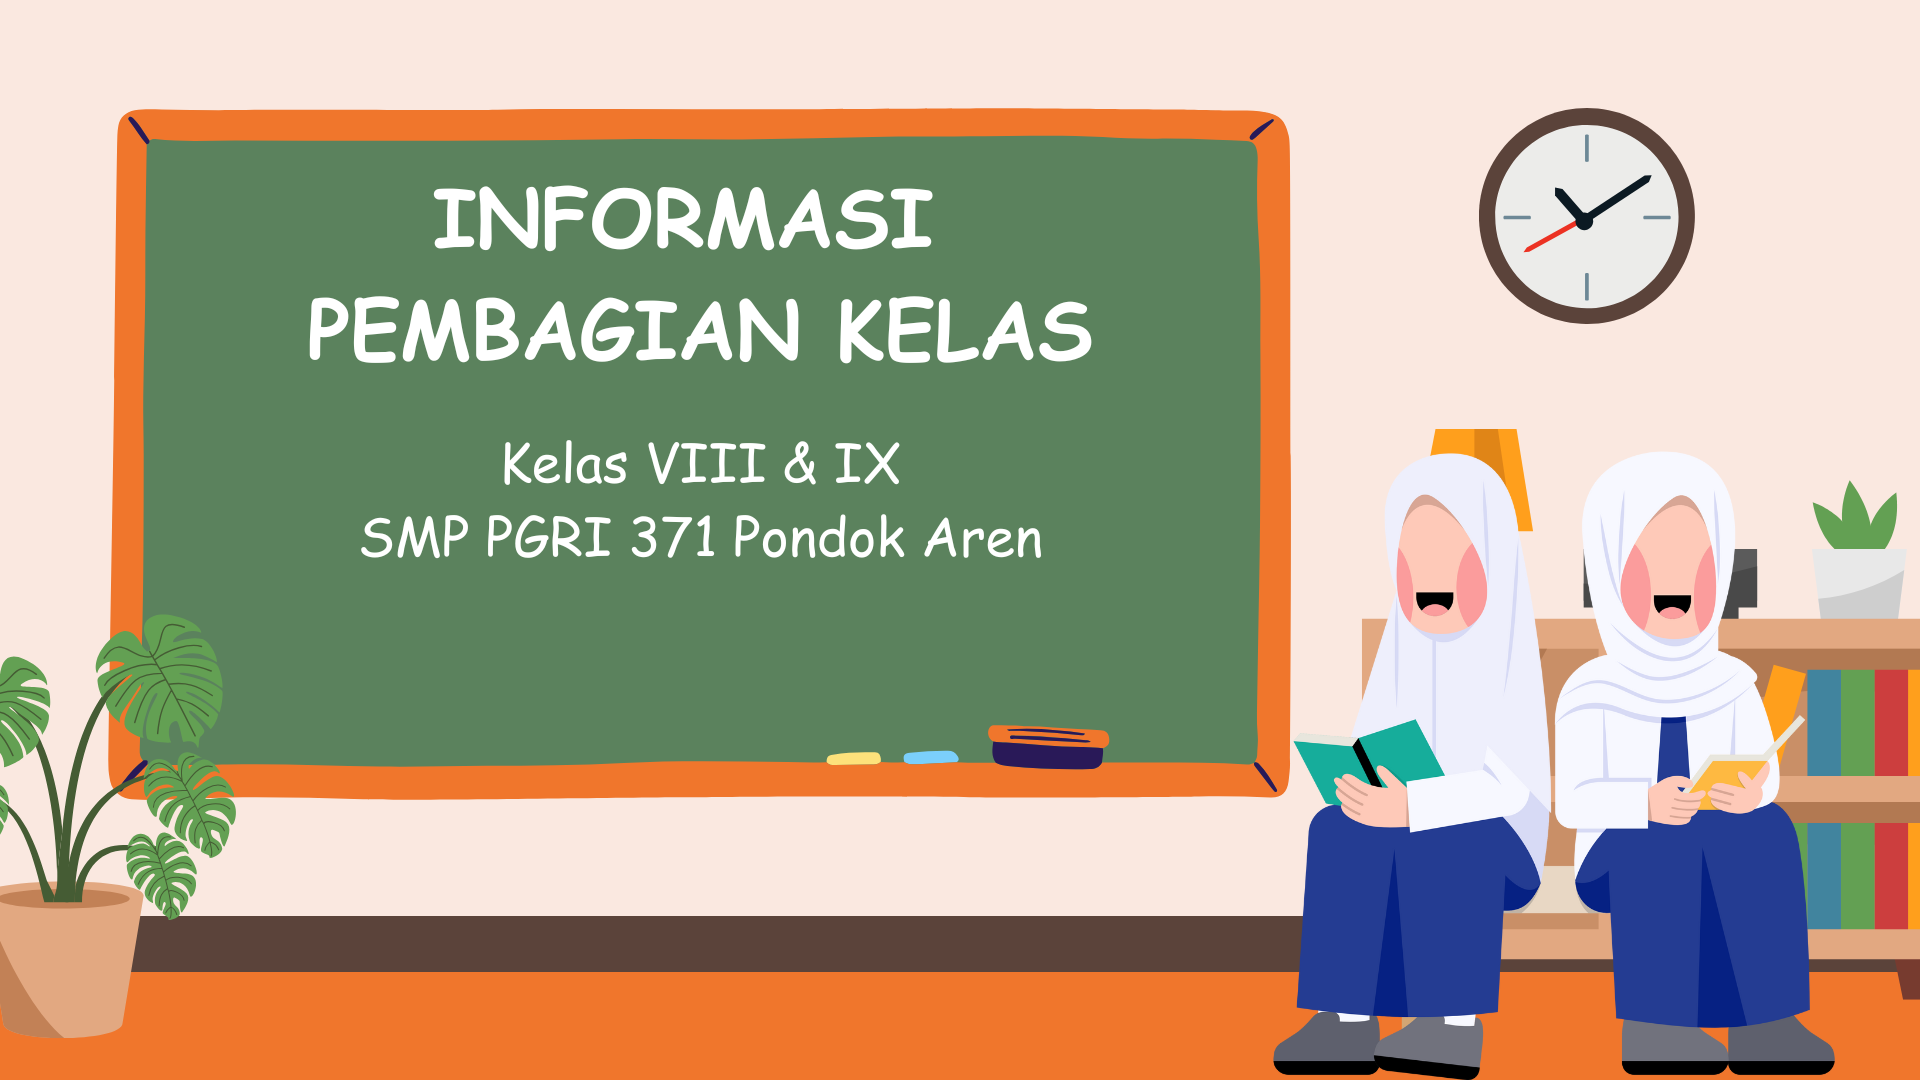 INFORMASI
PEMBAGIAN KELAS
Kelas VIII & IX
SMP PGRI 371 Pondok Aren